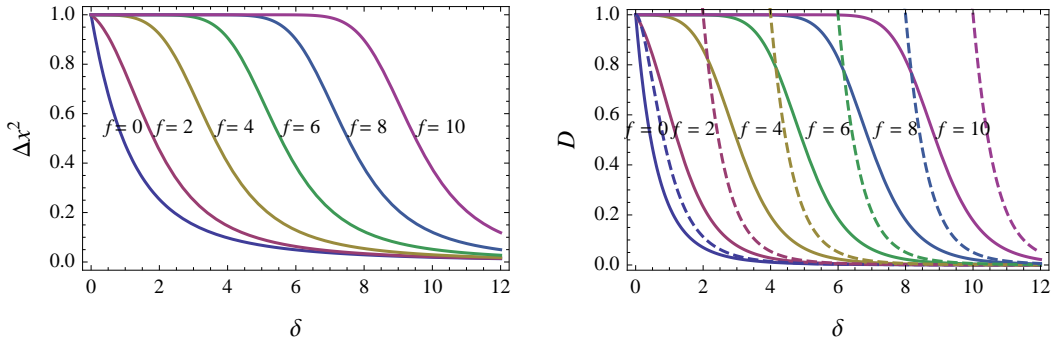 1.0
0.8
0.6
0.4
0.2
0.0
Δx²
f = 0
f = 2
f = 4
f = 6
f = 8
f = 10
0 2 4 6 8 10 12
δ
1.0
0.8
0.6
0.4
0.2
0.0
D
f = 0
f = 2
f = 4
f = 6
f = 8
f = 10
0 2 4 6 8 10 12
δ